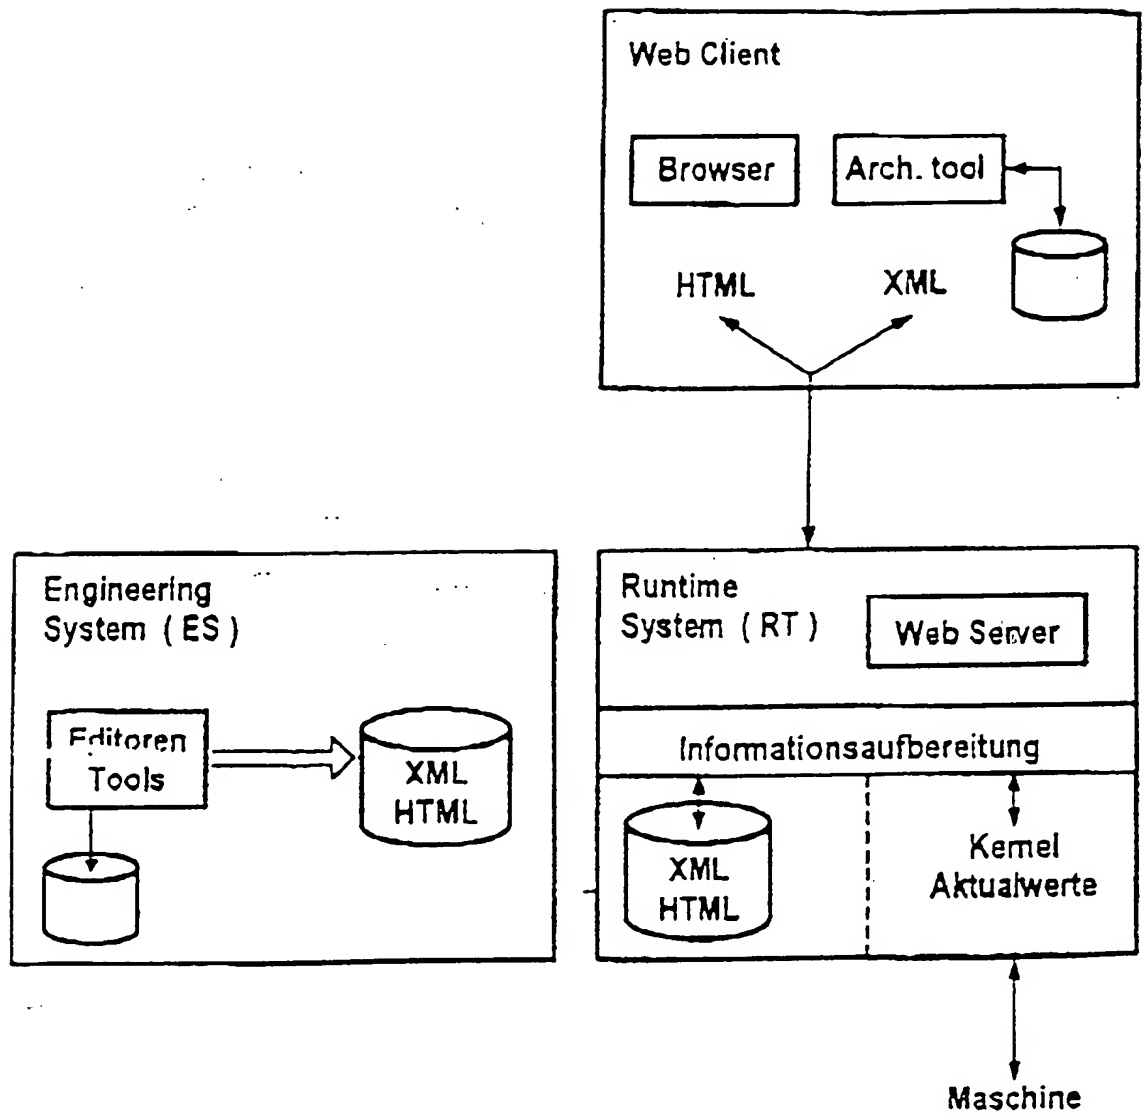 Web Client
Browser
Arch. tool
HTML
XML
Engineering
System ( ES )
Editoren
Tools
XML
HTML
Runtime
System ( RT )
Web Server
Informationsaufbereitung
XML
HTML
Kernel
Aktualwerte
Maschine